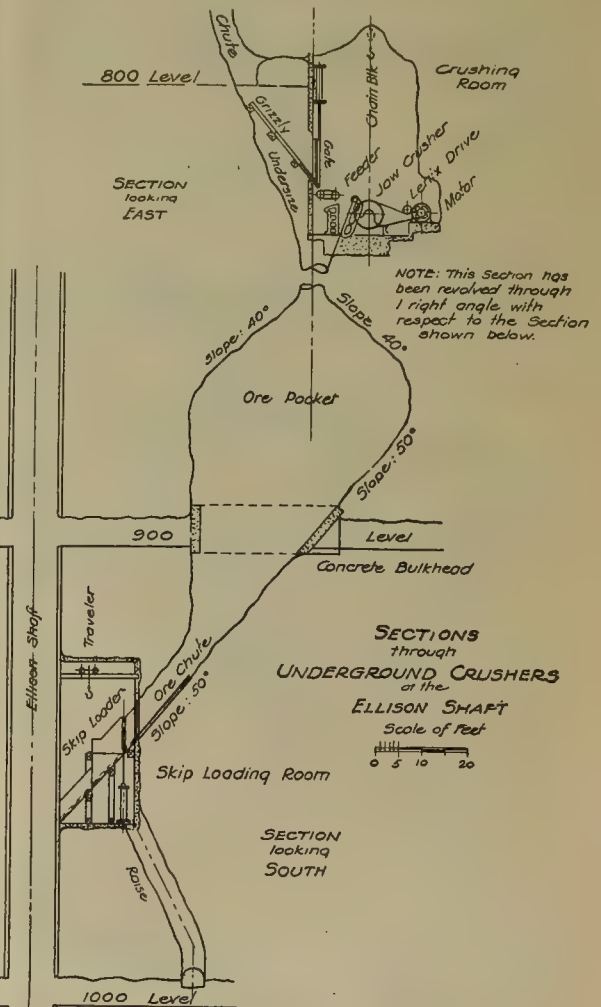 Chute
800 Level
Crushing
Room
Chain Blk
Grizzly
Undersize
Gate
Feeder
Jaw Crusher
Lenix Drive
Motor
SECTION
looking
EAST
NOTE: This Section has
been revolved through
1 right angle with
respect to the Section
shown below.
Slope: 40°
Slope 40°
Ore Pocket
Slope: 50°
900
Level
Concrete Bulkhead
Ellison Shaft
Traveler
SECTIONS
through
UNDERGROUND CRUSHERS
at the
ELLISON SHAFT
Scale of Feet
0 5 10 20
Ore Chute
Slope: 50°
Skip Loader
Skip Loading Room
SECTION
looking
SOUTH
Raise
1000 Level